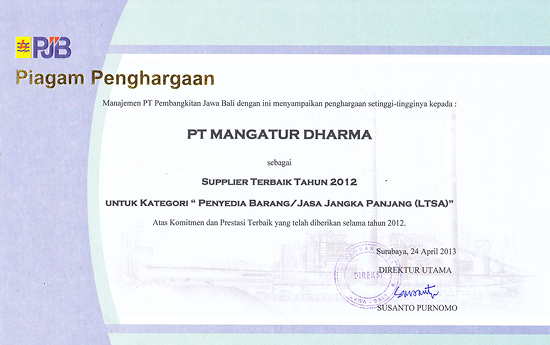 PJB
Piagam Penghargaan
Manajemen PT Pembangkitan Jawa Bali dengan ini menyampaikan penghargaan setinggi-tingginya kepada :
PT MANGATUR DHARMA
sebagai
SUPPLIER TERBAIK TAHUN 2012
UNTUK KATEGORI “ PENYEDIA BARANG/JASA JANGKA PANJANG (LTSA)”
Atas Komitmen dan Prestasi Terbaik yang telah diberikan selama tahun 2012.
Surabaya, 24 April 2013
DIREKTUR UTAMA
DIREKSI
JAWA - BALI
SUSANTO PURNOMO